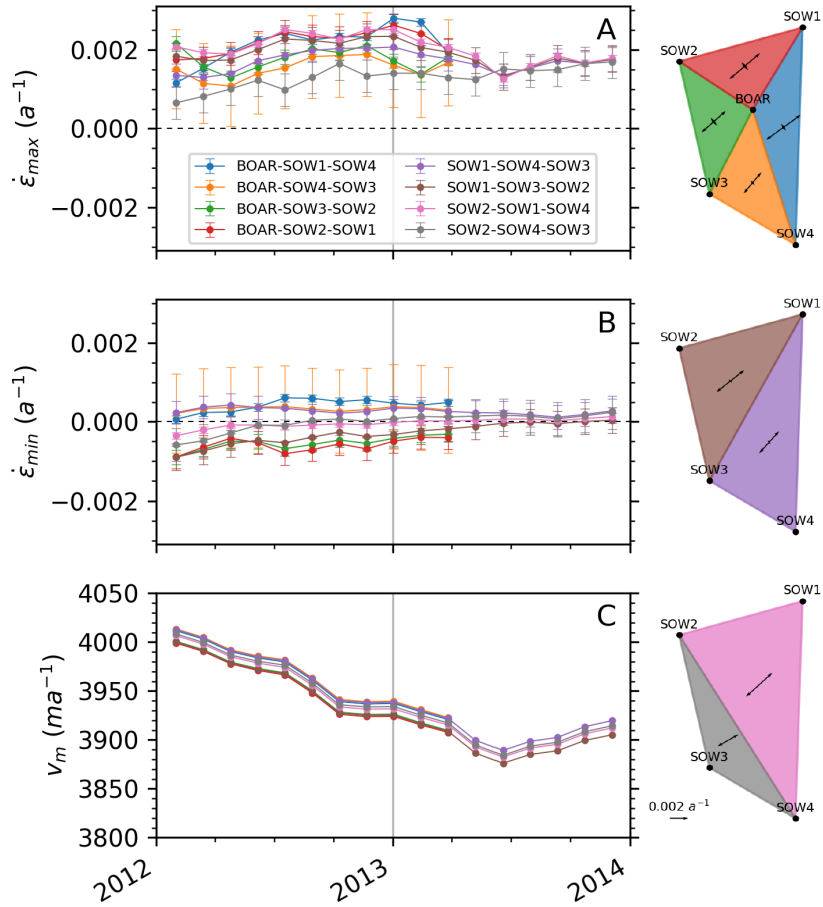 A
0.002
0.000
−0.002
ε̇max (a−1)
BOAR-SOW1-SOW4
BOAR-SOW4-SOW3
BOAR-SOW3-SOW2
BOAR-SOW2-SOW1
SOW1-SOW4-SOW3
SOW1-SOW3-SOW2
SOW2-SOW1-SOW4
SOW2-SOW4-SOW3
SOW1
SOW2
BOAR
SOW3
SOW4
B
0.002
0.000
−0.002
ε̇min (a−1)
SOW1
SOW2
SOW3
SOW4
C
4050
4000
3950
3900
3850
3800
vm (ma−1)
2012
2013
2014
SOW1
SOW2
SOW3
SOW4
0.002 a−1